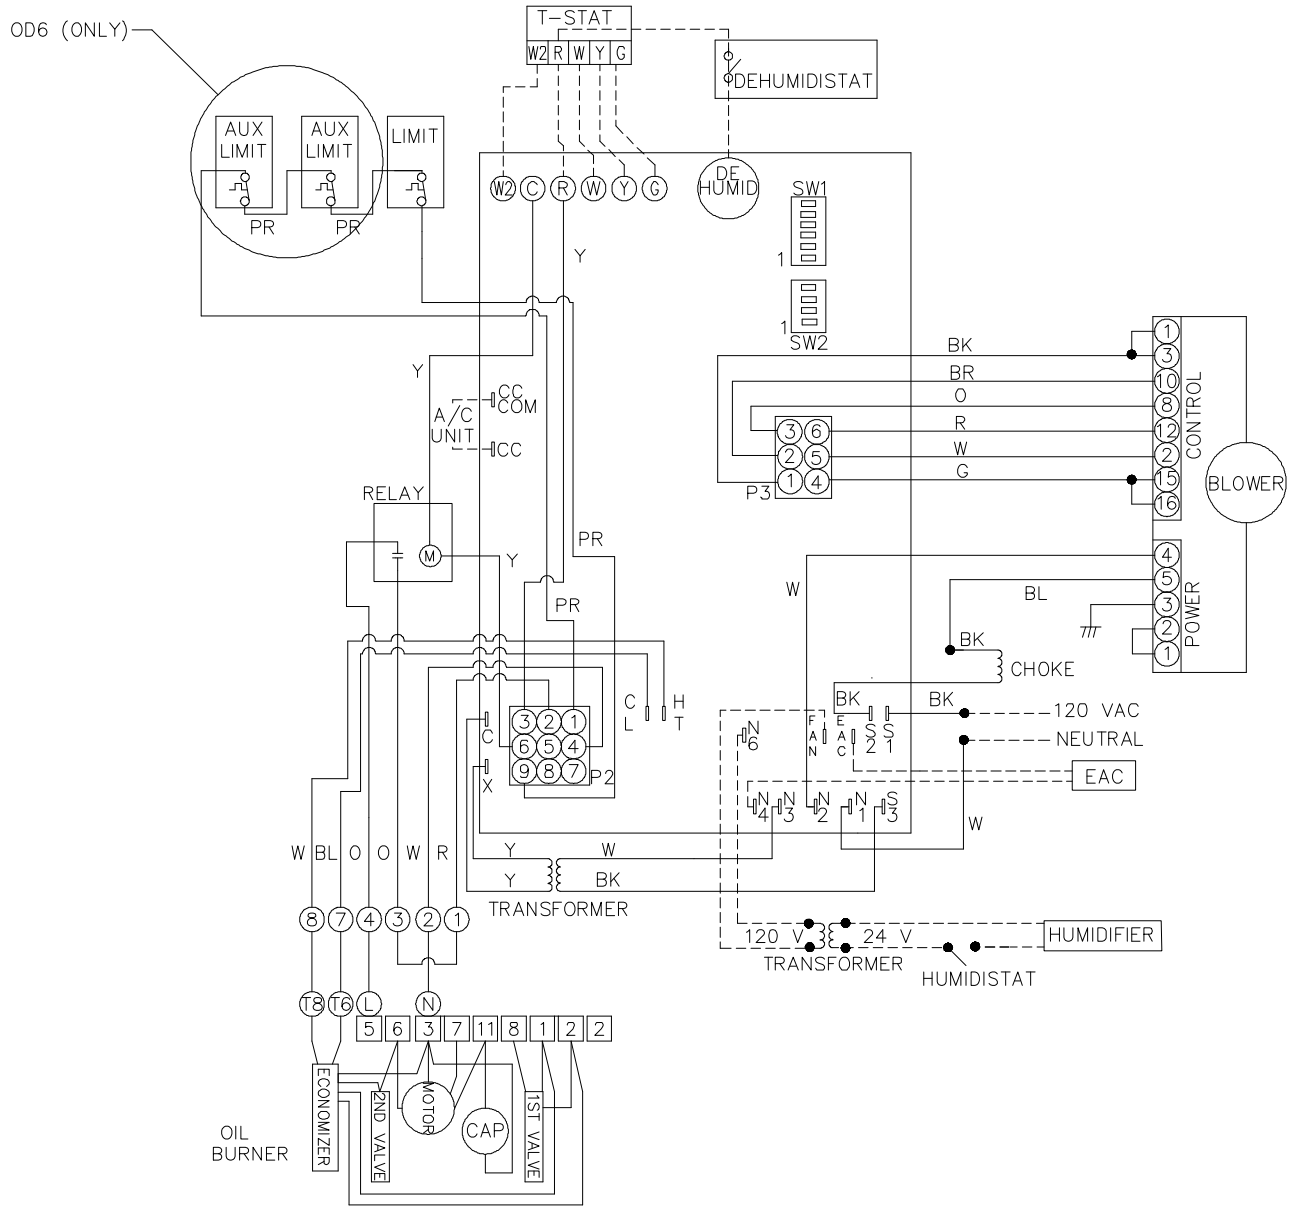 OD6 (ONLY)
T-STAT
W2 R W Y G
DEHUMIDISTAT
AUX
LIMIT
AUX
LIMIT
LIMIT
PR
PR
W2 C R W Y G
DE
HUMID
SW1
1
1
SW2
Y
Y
CC
COM
A/C
UNIT
CC
RELAY
M
Y
PR
PR
BK
BR
O
R
W
G
3 6
2 5
1 4
P3
1
3
10
8
12
2
15
16
CONTROL
BLOWER
4
5
3
2
1
POWER
W
BL
BK
CHOKE
BK
BK
120 VAC
NEUTRAL
EAC
W
C
L
H
T
N
6
FAN
EAC
S
2
S
1
C
X
3 2 1
6 5 4
9 8 7
P2
N
4
N
3
N
2
N
1
S
3
W BL O O W R
Y
Y
W
BK
TRANSFORMER
8 7 4 3 2 1
120 V
24 V
TRANSFORMER
HUMIDISTAT
HUMIDIFIER
T8 T6 L N
5 6 3 7 11 8 1 2 2
ECONOMIZER
2ND VALVE
MOTOR
CAP
1ST VALVE
OIL
BURNER